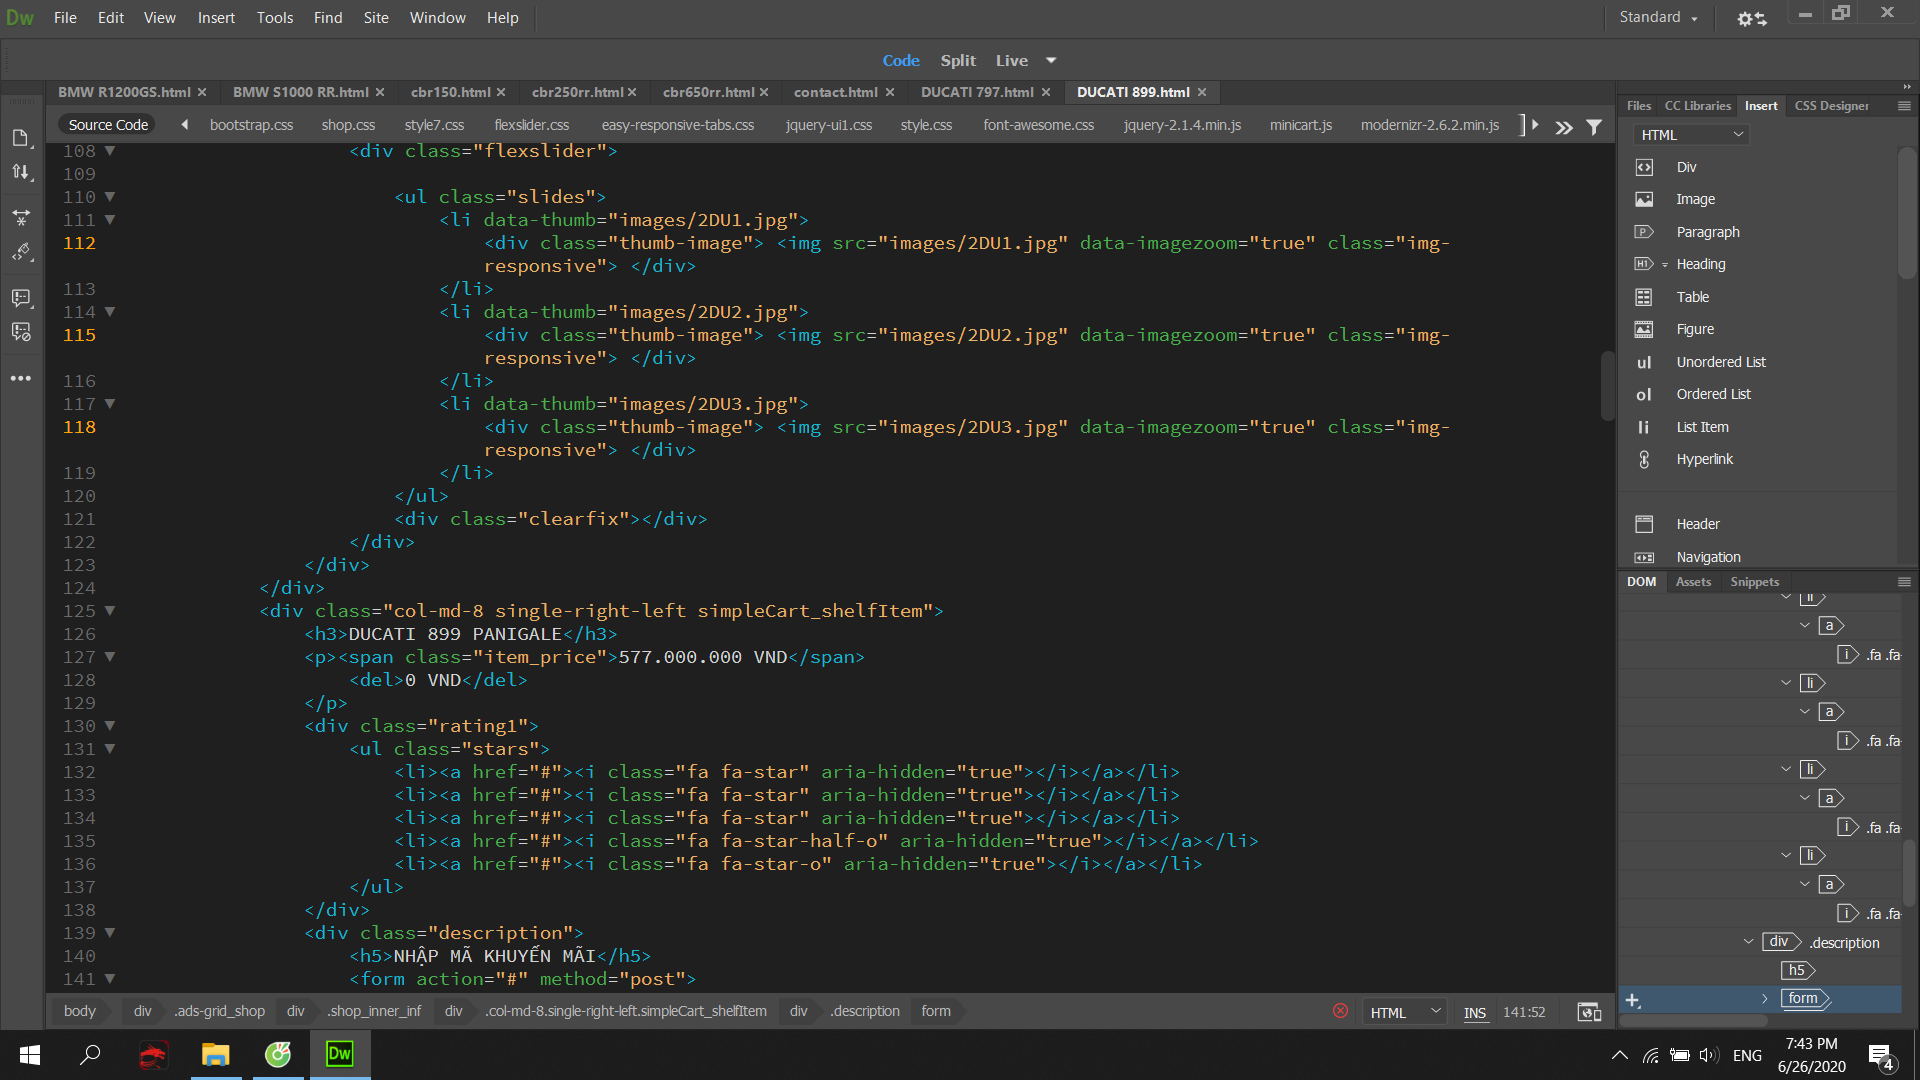 Dw File Edit View Insert Tools Find Site Window Help Standard
Code Split Live
BMW R1200GS.html BMW S1000 RR.html cbr150.html cbr250rr.html cbr650rr.html contact.html DUCATI 797.html DUCATI 899.html
Source Code bootstrap.css shop.css style7.css flexslider.css easy-responsive-tabs.css jquery-ui1.css style.css font-awesome.css jquery-2.1.4.min.js minicart.js modernizr-2.6.2.min.js
108 <div class="flexslider">
109
110 <ul class="slides">
111 <li data-thumb="images/2DU1.jpg">
112 <div class="thumb-image"> <img src="images/2DU1.jpg" data-imagezoom="true" class="img-
responsive"> </div>
113 </li>
114 <li data-thumb="images/2DU2.jpg">
115 <div class="thumb-image"> <img src="images/2DU2.jpg" data-imagezoom="true" class="img-
responsive"> </div>
116 </li>
117 <li data-thumb="images/2DU3.jpg">
118 <div class="thumb-image"> <img src="images/2DU3.jpg" data-imagezoom="true" class="img-
responsive"> </div>
119 </li>
120 </ul>
121 <div class="clearfix"></div>
122 </div>
123 </div>
124 </div>
125 <div class="col-md-8 single-right-left simpleCart_shelfItem">
126 <h3>DUCATI 899 PANIGALE</h3>
127 <p><span class="item_price">577.000.000 VND</span>
128 <del>0 VND</del>
129 </p>
130 <div class="rating1">
131 <ul class="stars">
132 <li><a href="#"><i class="fa fa-star" aria-hidden="true"></i></a></li>
133 <li><a href="#"><i class="fa fa-star" aria-hidden="true"></i></a></li>
134 <li><a href="#"><i class="fa fa-star" aria-hidden="true"></i></a></li>
135 <li><a href="#"><i class="fa fa-star-half-o" aria-hidden="true"></i></a></li>
136 <li><a href="#"><i class="fa fa-star-o" aria-hidden="true"></i></a></li>
137 </ul>
138 </div>
139 <div class="description">
140 <h5>NHẬP MÃ KHUYẾN MÃI</h5>
141 <form action="#" method="post">
body div .ads-grid_shop div .shop_inner_inf div .col-md-8.single-right-left.simpleCart_shelfItem div .description form HTML INS 141:52
Files CC Libraries Insert CSS Designer
HTML
Div
Image
P Paragraph
H1 Heading
Table
Figure
ul Unordered List
ol Ordered List
li List Item
Hyperlink
Header
Navigation
DOM Assets Snippets
li
a
i .fa .fa-
li
a
i .fa .fa-
li
a
i .fa .fa-
li
a
i .fa .fa-
div .description
h5
form
Dw ENG 7:43 PM
6/26/2020 4